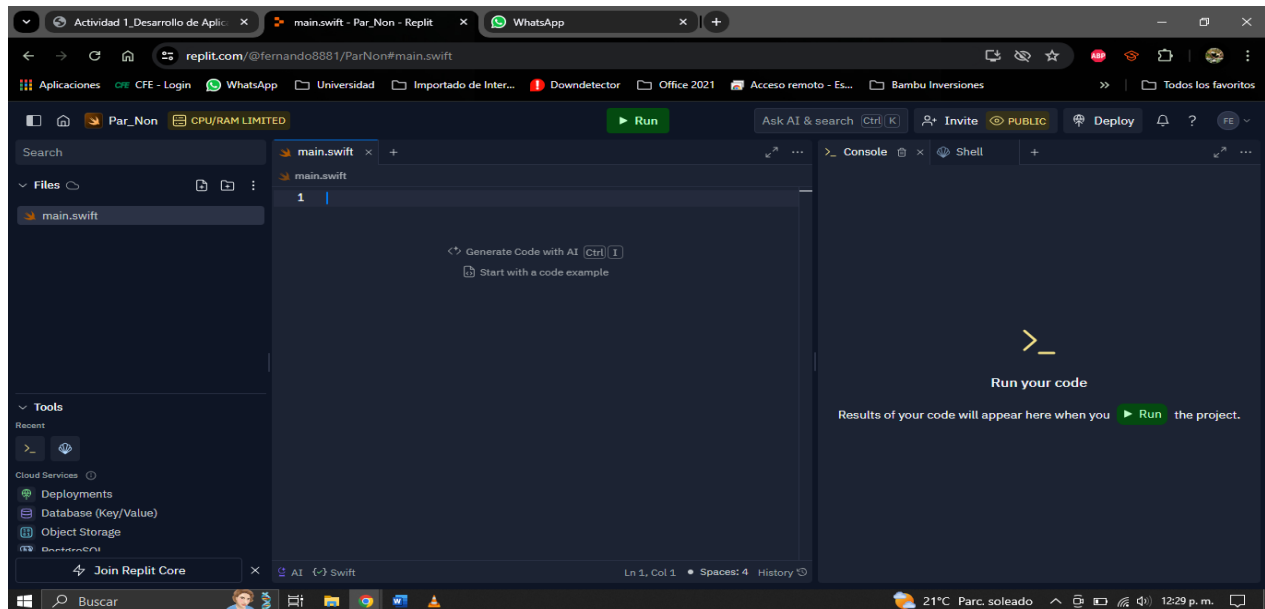 Actividad 1_Desarrollo de Aplic
main.swift - Par_Non - Replit
WhatsApp
replit.com/@fernando8881/ParNon#main.swift
ABP
Aplicaciones
CFE CFE - Login
WhatsApp
Universidad
Importado de Inter...
Downdetector
Office 2021
Acceso remoto - Es...
Bambu Inversiones
»
Todos los favoritos
Par_Non
CPU/RAM LIMITED
Run
Ask AI & search Ctrl K
Invite
PUBLIC
Deploy
?
FE
Search
Files
main.swift
Tools
Recent
>_
Cloud Services
Deployments
Database (Key/Value)
Object Storage
PostgreSQL
Join Replit Core
main.swift
main.swift
1
Generate Code with AI Ctrl I
Start with a code example
AI
Swift
Ln 1, Col 1
Spaces: 4
History
>_ Console
Shell
>_
Run your code
Results of your code will appear here when you Run the project.
Buscar
21°C Parc. soleado
12:29 p. m.